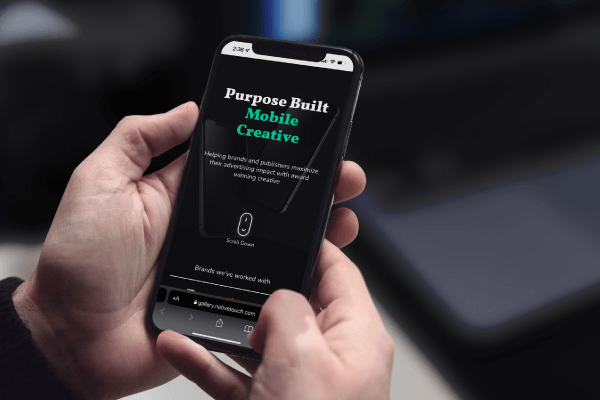 2:36
Purpose Built
Mobile
Creative
Helping brands and publishers maximize
their advertising impact with award
winning creative
Scroll Down
Brands we've worked with
AA gallery.nativetouch.com